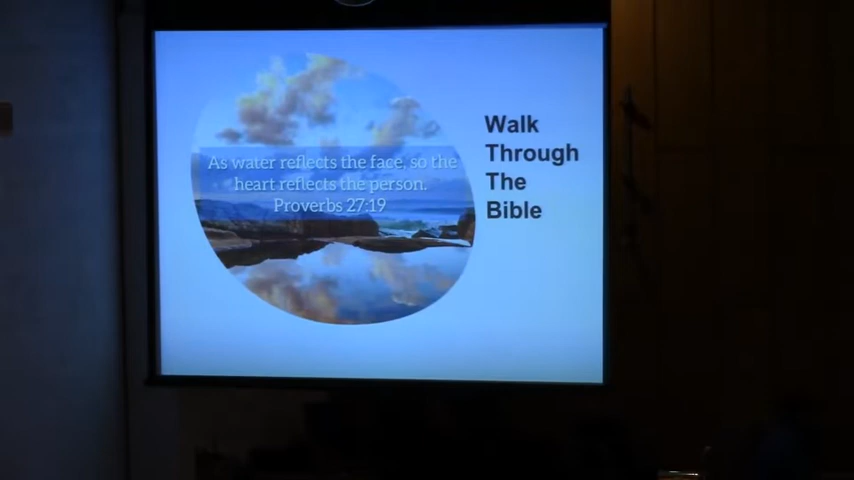 As water reflects the face, so the
heart reflects the person.
Proverbs 27:19
Walk
Through
The
Bible